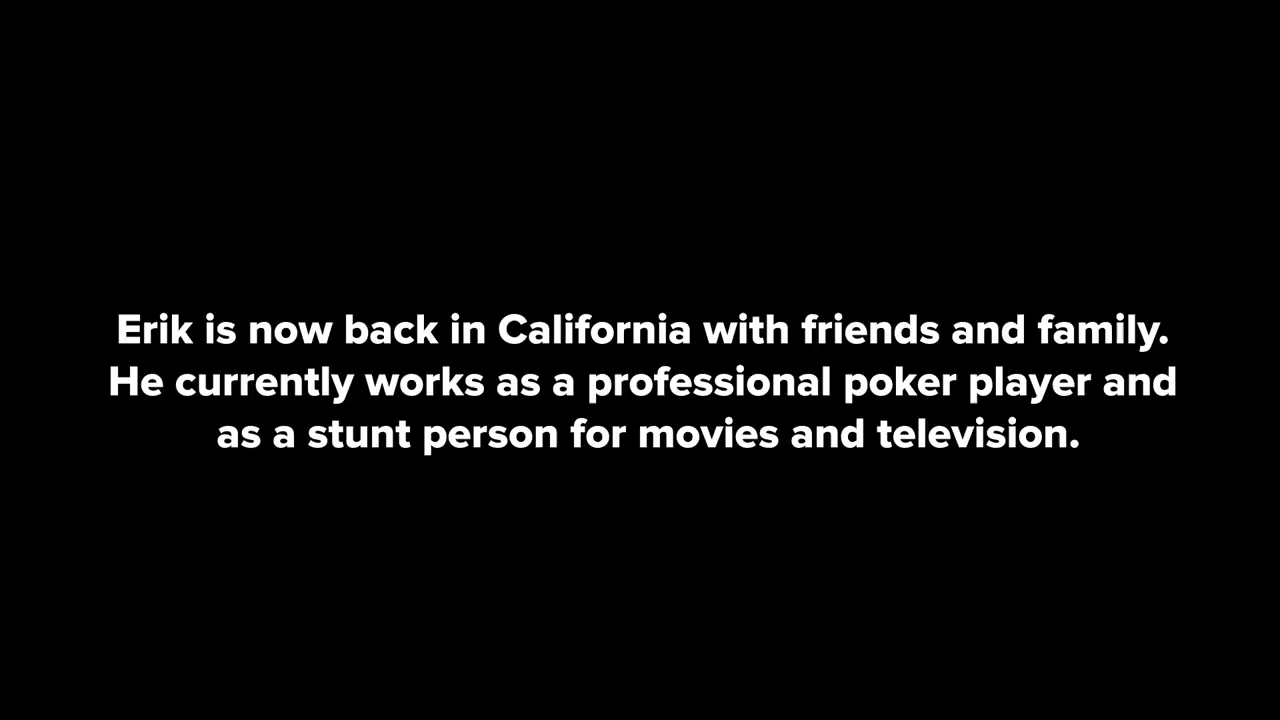 Erik is now back in California with friends and family.
He currently works as a professional poker player and
as a stunt person for movies and television.